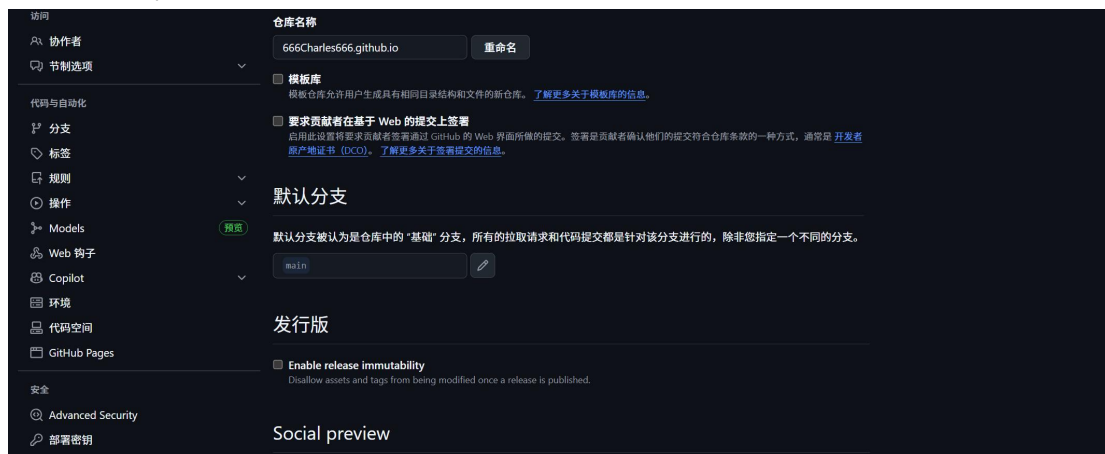 访问
协作者
节制选项
代码与自动化
分支
标签
规则
操作
Models 预览
Web 钩子
Copilot
环境
代码空间
GitHub Pages
安全
Advanced Security
部署密钥
仓库名称
666Charles666.github.io 重命名
模板库
模板仓库允许用户生成具有相同目录结构和文件的新仓库。 了解更多关于模板库的信息。
要求贡献者在基于 Web 的提交上签署
启用此设置将要求贡献者签署通过 GitHub 的 Web 界面所做的提交。签署是贡献者确认他们的提交符合仓库条款的一种方式，通常是 开发者
原产地证书（DCO）。 了解更多关于签署提交的信息。
默认分支
默认分支被认为是仓库中的 “基础” 分支，所有的拉取请求和代码提交都是针对该分支进行的，除非您指定一个不同的分支。
main
发行版
Enable release immutability
Disallow assets and tags from being modified once a release is published.
Social preview